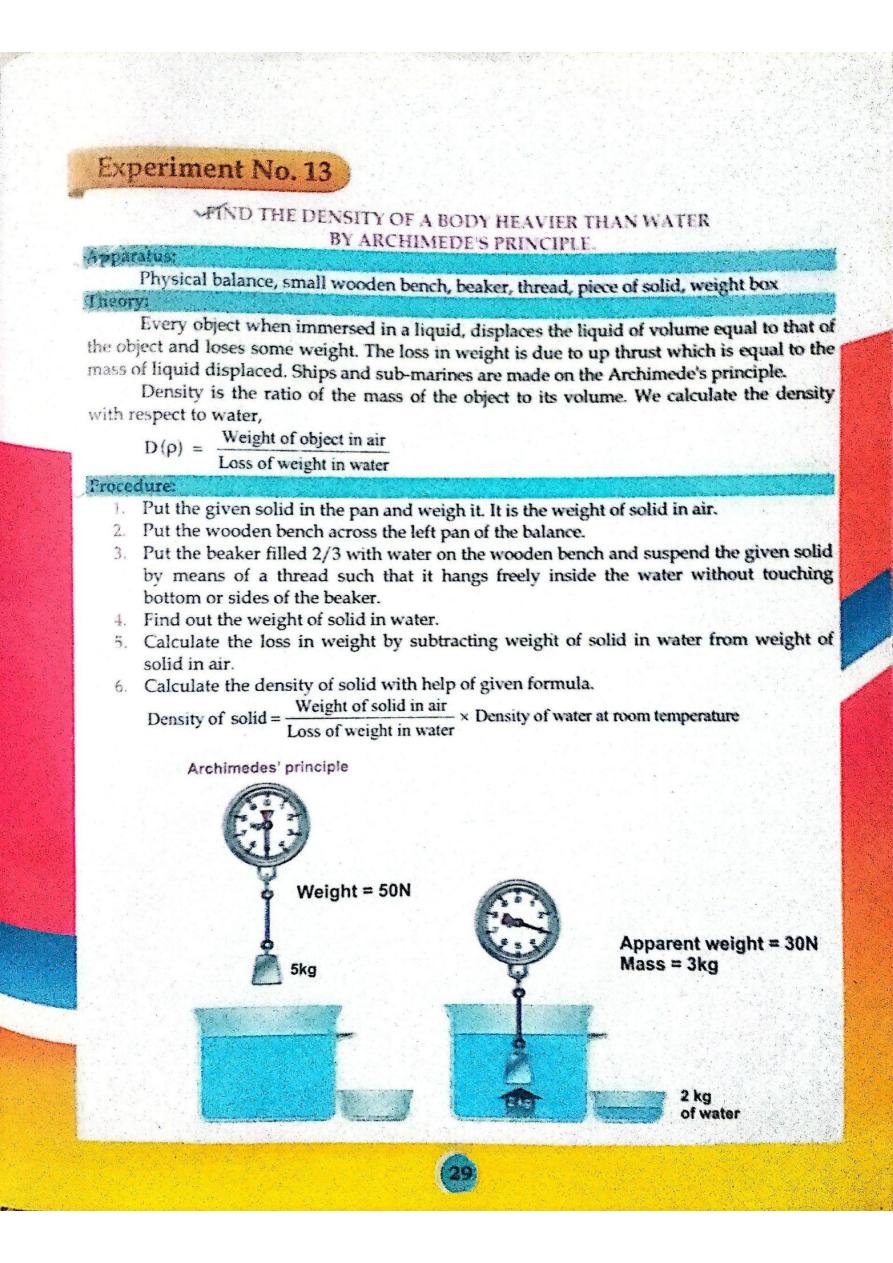 Experiment No. 13
FIND THE DENSITY OF A BODY HEAVIER THAN WATER
BY ARCHIMEDE'S PRINCIPLE.
Apparatus:
Physical balance, small wooden bench, beaker, thread, piece of solid, weight box
Theory:
Every object when immersed in a liquid, displaces the liquid of volume equal to that of
the object and loses some weight. The loss in weight is due to up thrust which is equal to the
mass of liquid displaced. Ships and sub-marines are made on the Archimede's principle.
Density is the ratio of the mass of the object to its volume. We calculate the density
with respect to water,
D(ρ) = Weight of object in air
Loss of weight in water
Procedure:
1. Put the given solid in the pan and weigh it. It is the weight of solid in air.
2. Put the wooden bench across the left pan of the balance.
3. Put the beaker filled 2/3 with water on the wooden bench and suspend the given solid
by means of a thread such that it hangs freely inside the water without touching
bottom or sides of the beaker.
4. Find out the weight of solid in water.
5. Calculate the loss in weight by subtracting weight of solid in water from weight of
solid in air.
6. Calculate the density of solid with help of given formula.
Density of solid = Weight of solid in air × Density of water at room temperature
Loss of weight in water
Archimedes' principle
Weight = 50N
5kg
Apparent weight = 30N
Mass = 3kg
2 kg
of water
29